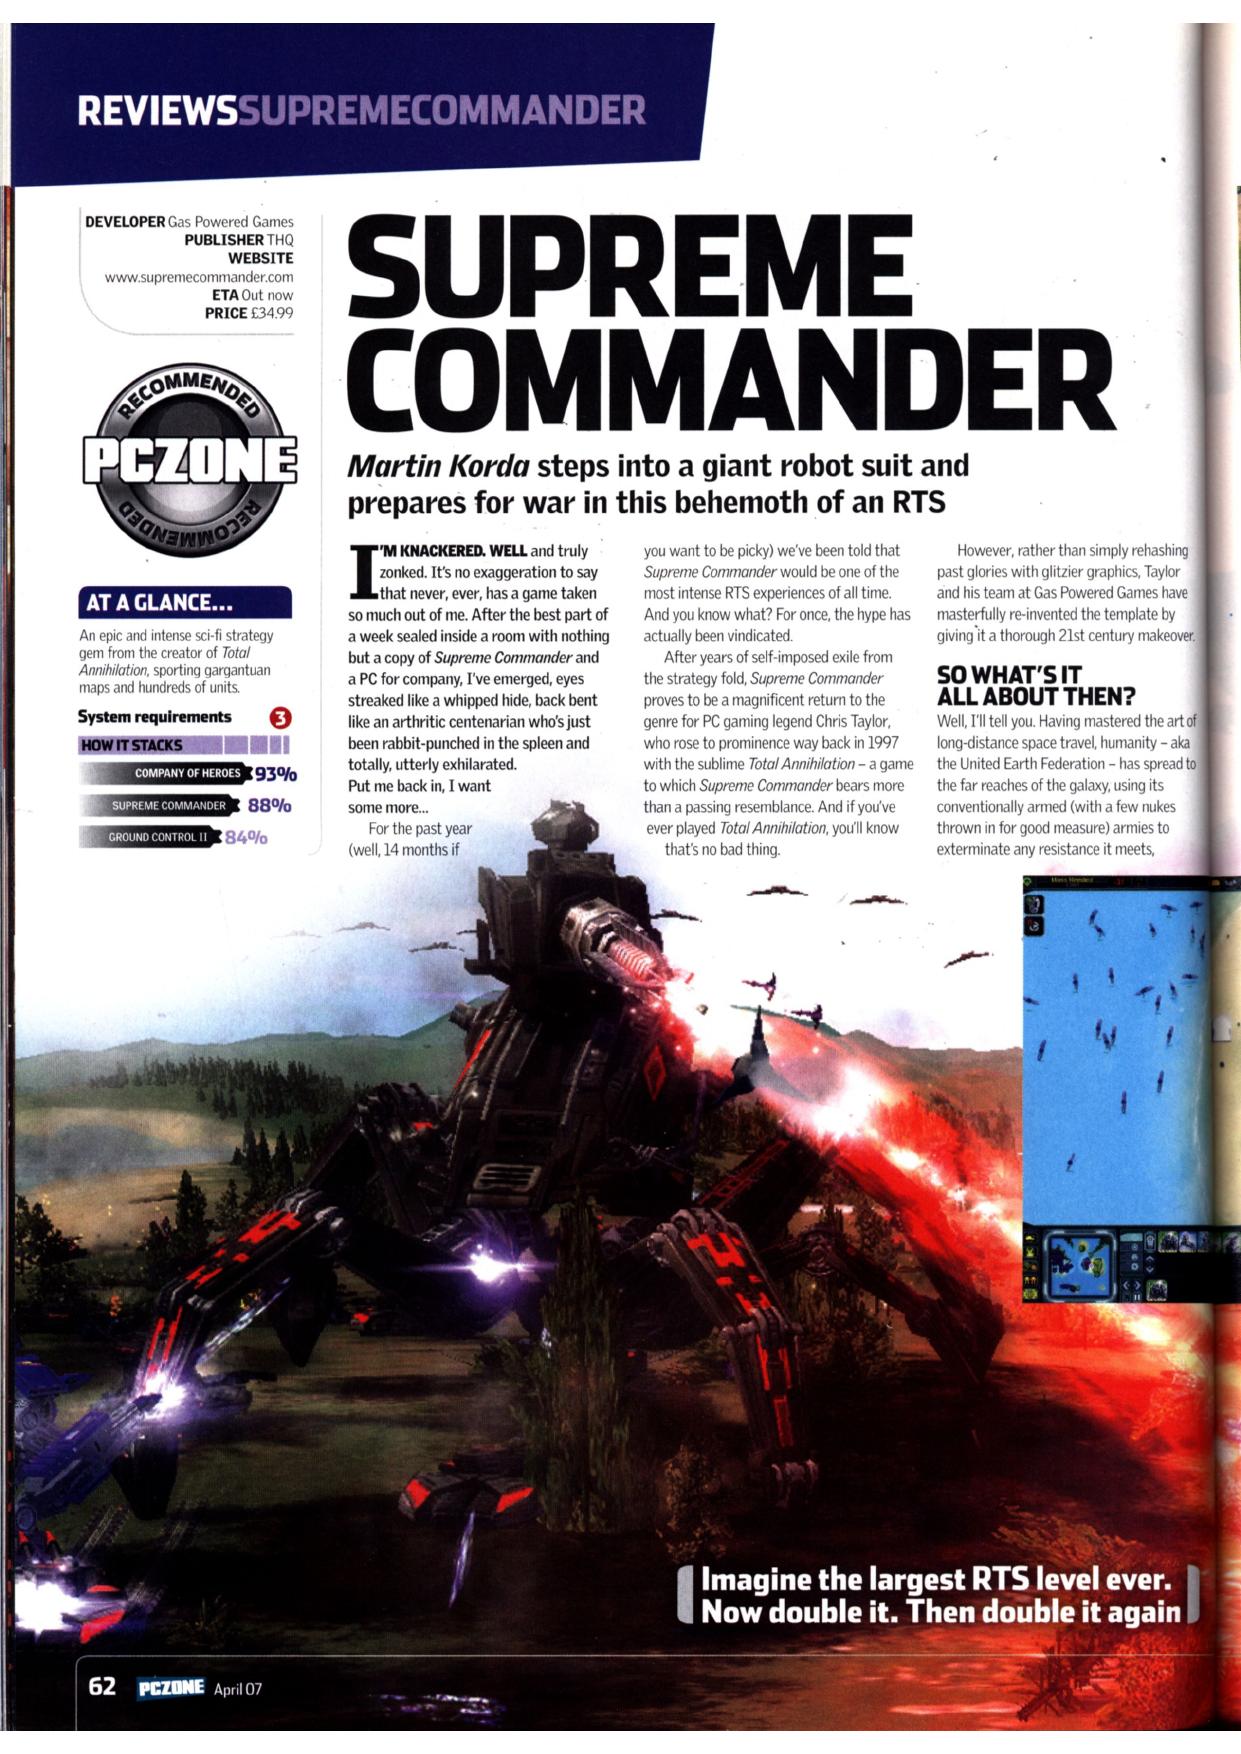 REVIEWSSUPREMECOMMANDER
DEVELOPER Gas Powered Games
PUBLISHER THQ
WEBSITE
www.supremecommander.com
ETA Out now
PRICE £34.99
RECOMMENDED
PCZONE
RECOMMENDED
AT A GLANCE...
An epic and intense sci-fi strategy
gem from the creator of Total
Annihilation, sporting gargantuan
maps and hundreds of units.
System requirements 3
HOW IT STACKS
COMPANY OF HEROES 93%
SUPREME COMMANDER 88%
GROUND CONTROL II 84%
SUPREME
COMMANDER
Martin Korda steps into a giant robot suit and
prepares for war in this behemoth of an RTS
I'M KNACKERED. WELL and truly
zonked. It's no exaggeration to say
that never, ever, has a game taken
so much out of me. After the best part of
a week sealed inside a room with nothing
but a copy of Supreme Commander and
a PC for company, I've emerged, eyes
streaked like a whipped hide, back bent
like an arthritic centenarian who's just
been rabbit-punched in the spleen and
totally, utterly exhilarated.
Put me back in, I want
some more...
For the past year
(well, 14 months if
you want to be picky) we've been told that
Supreme Commander would be one of the
most intense RTS experiences of all time.
And you know what? For once, the hype has
actually been vindicated.
After years of self-imposed exile from
the strategy fold, Supreme Commander
proves to be a magnificent return to the
genre for PC gaming legend Chris Taylor,
who rose to prominence way back in 1997
with the sublime Total Annihilation – a game
to which Supreme Commander bears more
than a passing resemblance. And if you've
ever played Total Annihilation, you'll know
that's no bad thing.
However, rather than simply rehashing
past glories with glitzier graphics, Taylor
and his team at Gas Powered Games have
masterfully re-invented the template by
giving it a thorough 21st century makeover.
SO WHAT'S IT
ALL ABOUT THEN?
Well, I'll tell you. Having mastered the art of
long-distance space travel, humanity – aka
the United Earth Federation – has spread to
the far reaches of the galaxy, using its
conventionally armed (with a few nukes
thrown in for good measure) armies to
exterminate any resistance it meets,
Imagine the largest RTS level ever.
Now double it. Then double it again
62 PCZONE April 07